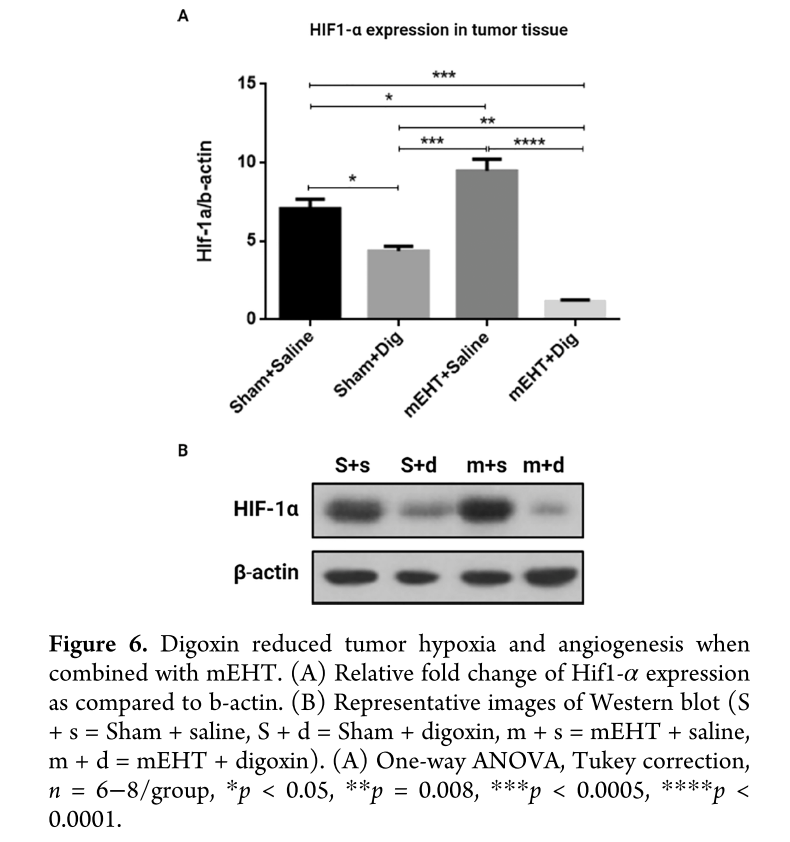 A
HIF1-α expression in tumor tissue
***
*
**
*** ****
*
15
10
5
0
HIf-1a/b-actin
Sham+Saline
Sham+Dig
mEHT+Saline
mEHT+Dig
B
S+s S+d m+s m+d
HIF-1α
β-actin
Figure 6. Digoxin reduced tumor hypoxia and angiogenesis when
combined with mEHT. (A) Relative fold change of Hif1-α expression
as compared to b-actin. (B) Representative images of Western blot (S
+ s = Sham + saline, S + d = Sham + digoxin, m + s = mEHT + saline,
m + d = mEHT + digoxin). (A) One-way ANOVA, Tukey correction,
n = 6−8/group, *p < 0.05, **p = 0.008, ***p < 0.0005, ****p <
0.0001.